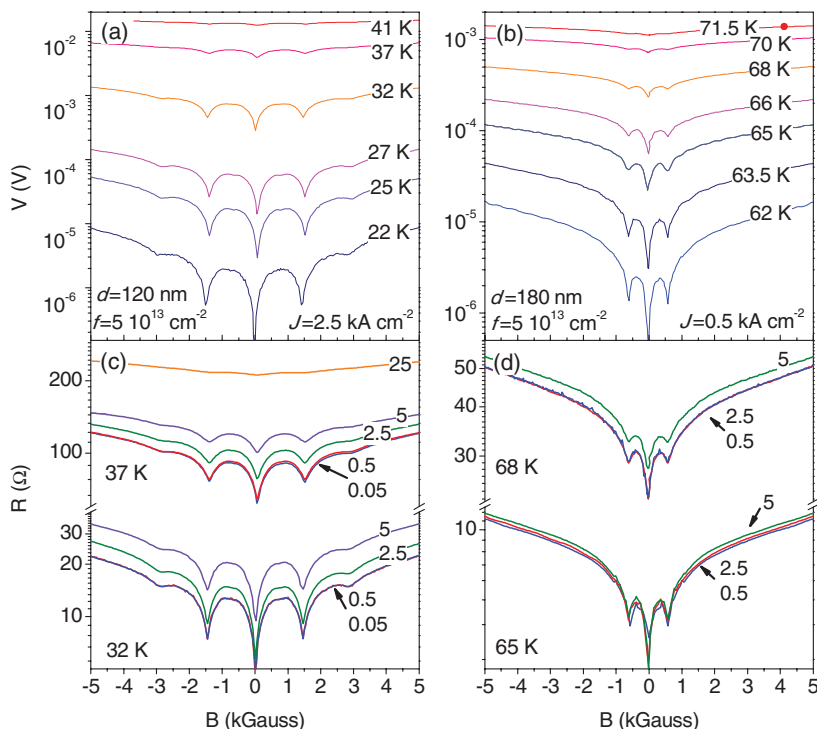 (a)
41 K
37 K
32 K
27 K
25 K
22 K
d=120 nm
f=5 10¹³ cm⁻²
J=2.5 kA cm⁻²
V (V)
10⁻²
10⁻³
10⁻⁴
10⁻⁵
10⁻⁶
(b)
71.5 K
70 K
68 K
66 K
65 K
63.5 K
62 K
d=180 nm
f=5 10¹³ cm⁻²
J=0.5 kA cm⁻²
10⁻³
10⁻⁴
10⁻⁵
10⁻⁶
(c)
25
5
2.5
0.5
0.05
37 K
5
2.5
0.5
0.05
32 K
R (Ω)
200
100
30
20
10
-5 -4 -3 -2 -1 0 1 2 3 4 5
B (kGauss)
(d)
5
2.5
0.5
68 K
5
2.5
0.5
65 K
50
40
30
10
-5 -4 -3 -2 -1 0 1 2 3 4 5
B (kGauss)